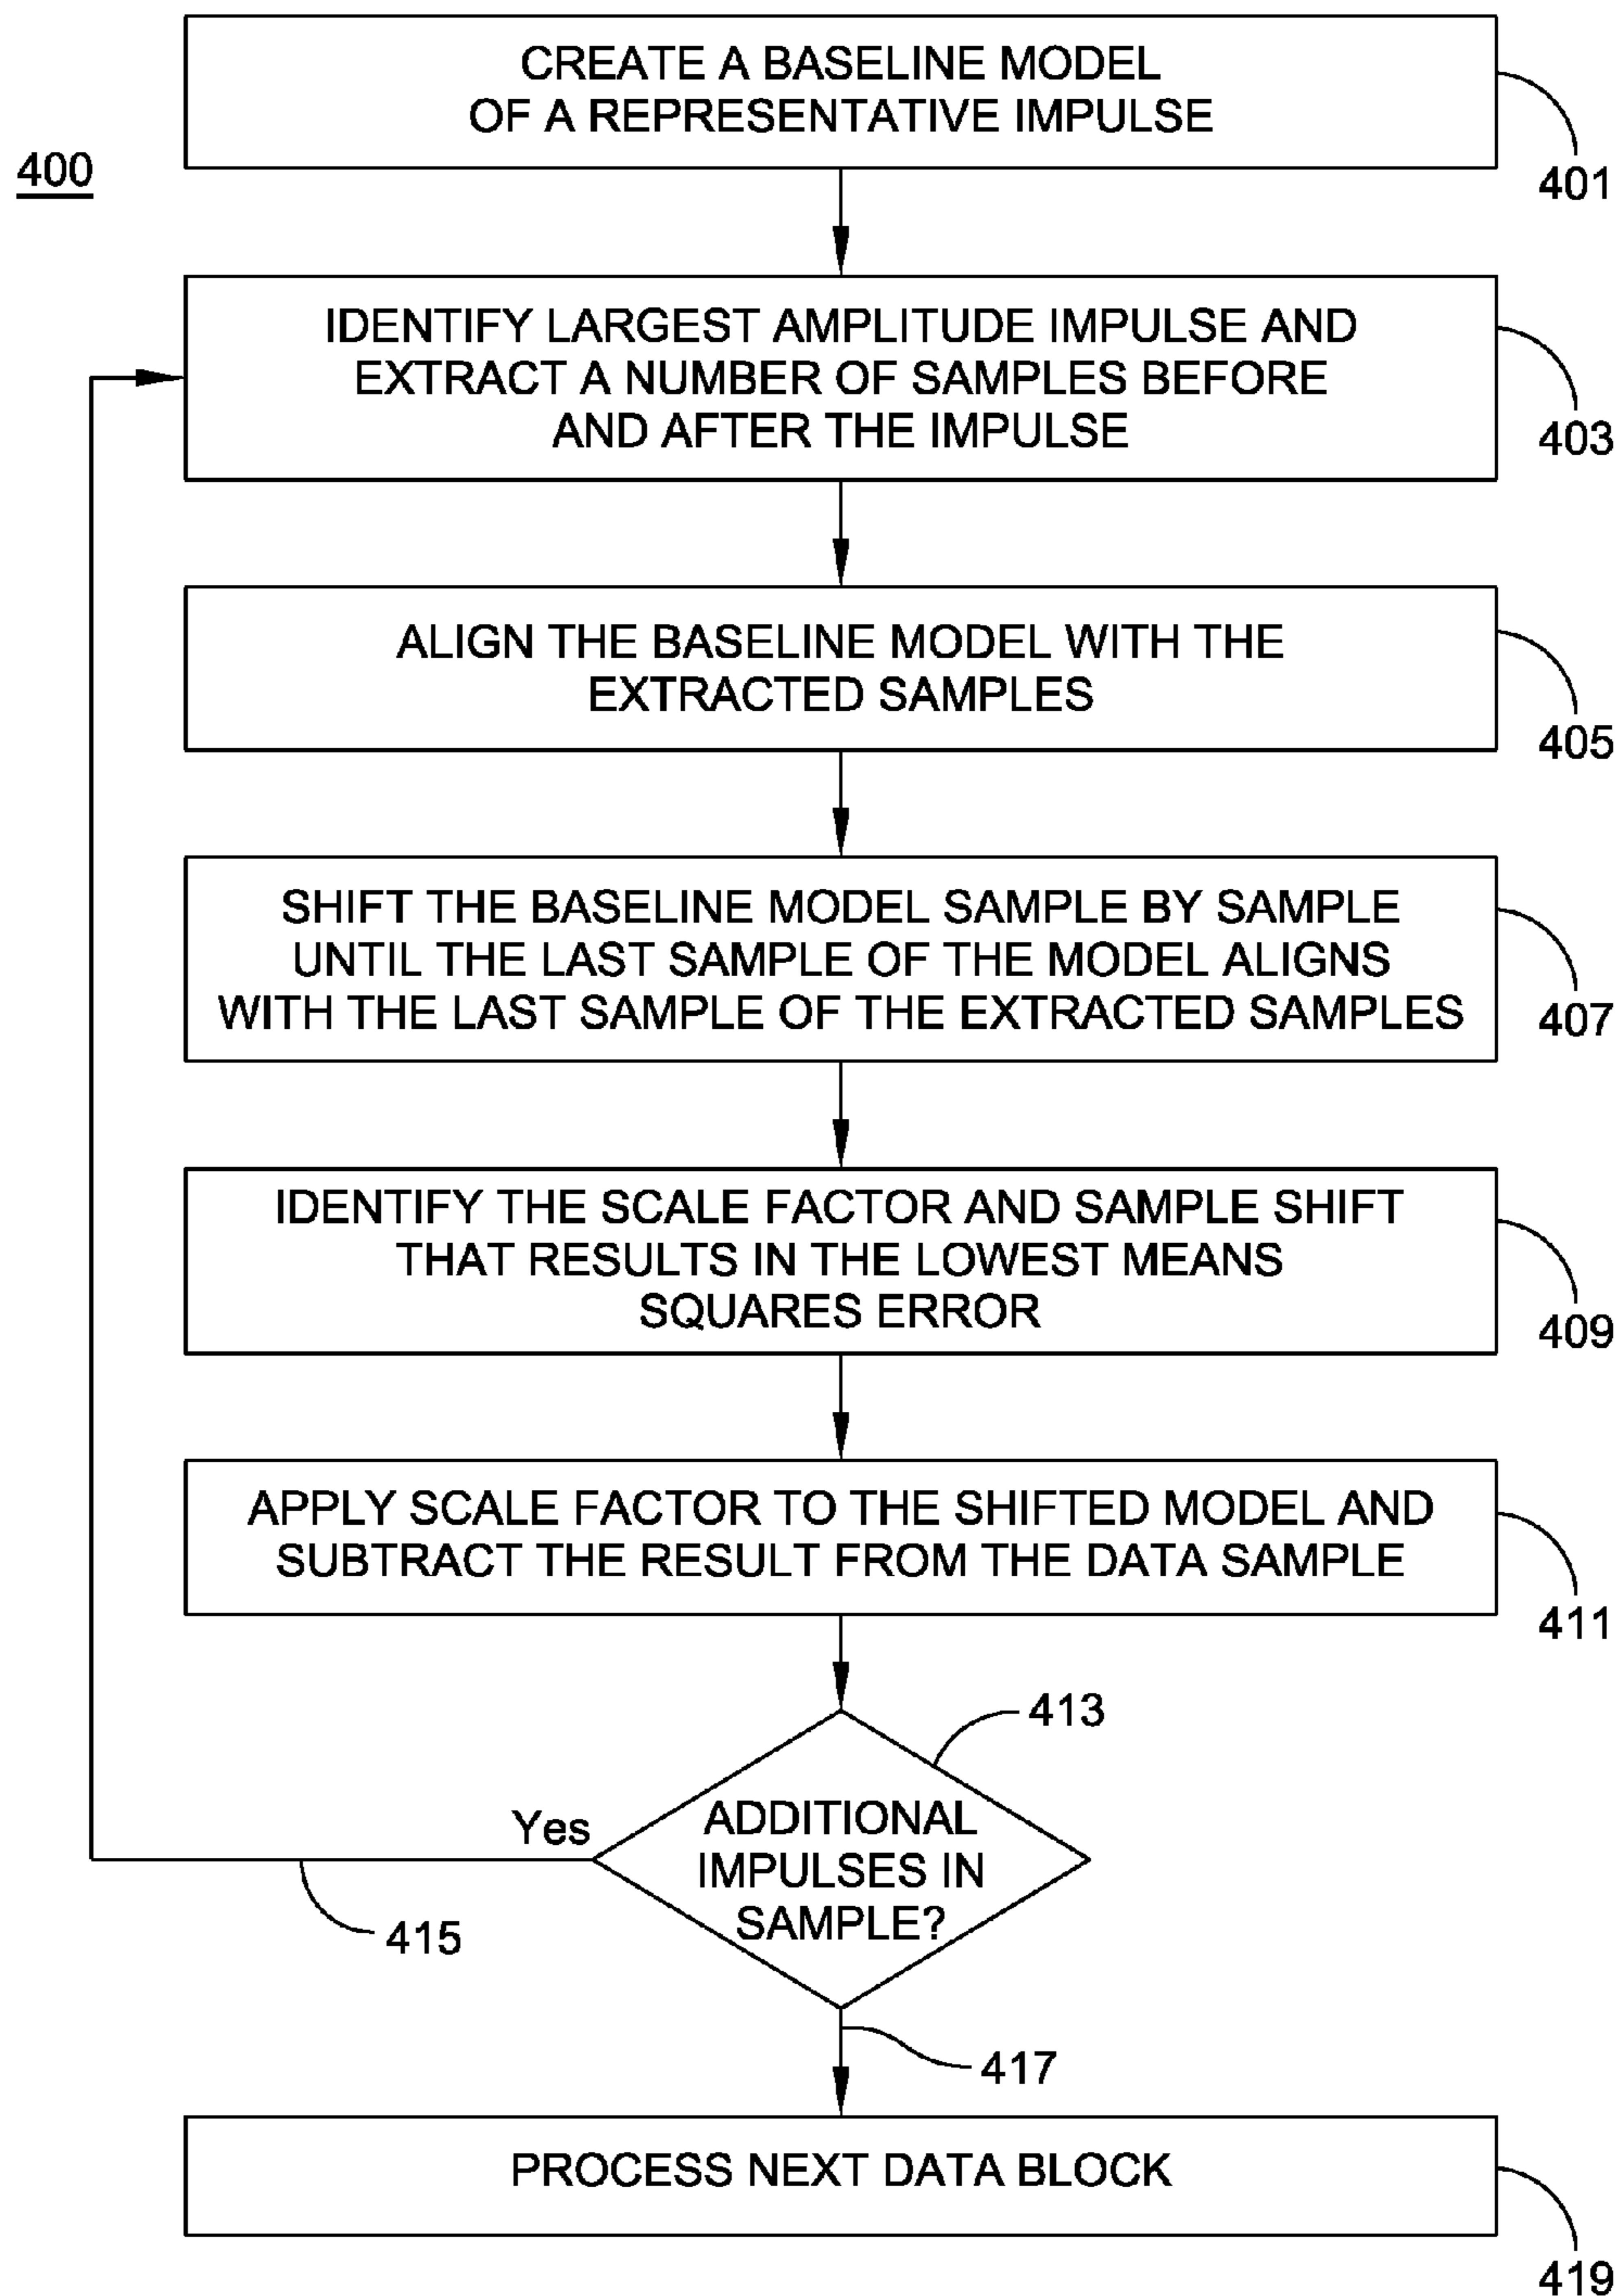 CREATE A BASELINE MODEL
OF A REPRESENTATIVE IMPULSE
400
401
IDENTIFY LARGEST AMPLITUDE IMPULSE AND
EXTRACT A NUMBER OF SAMPLES BEFORE
AND AFTER THE IMPULSE
403
ALIGN THE BASELINE MODEL WITH THE
EXTRACTED SAMPLES
405
SHIFT THE BASELINE MODEL SAMPLE BY SAMPLE
UNTIL THE LAST SAMPLE OF THE MODEL ALIGNS
WITH THE LAST SAMPLE OF THE EXTRACTED SAMPLES
407
IDENTIFY THE SCALE FACTOR AND SAMPLE SHIFT
THAT RESULTS IN THE LOWEST MEANS
SQUARES ERROR
409
APPLY SCALE FACTOR TO THE SHIFTED MODEL AND
SUBTRACT THE RESULT FROM THE DATA SAMPLE
411
413
Yes
ADDITIONAL
IMPULSES IN
SAMPLE?
415
417
PROCESS NEXT DATA BLOCK
419